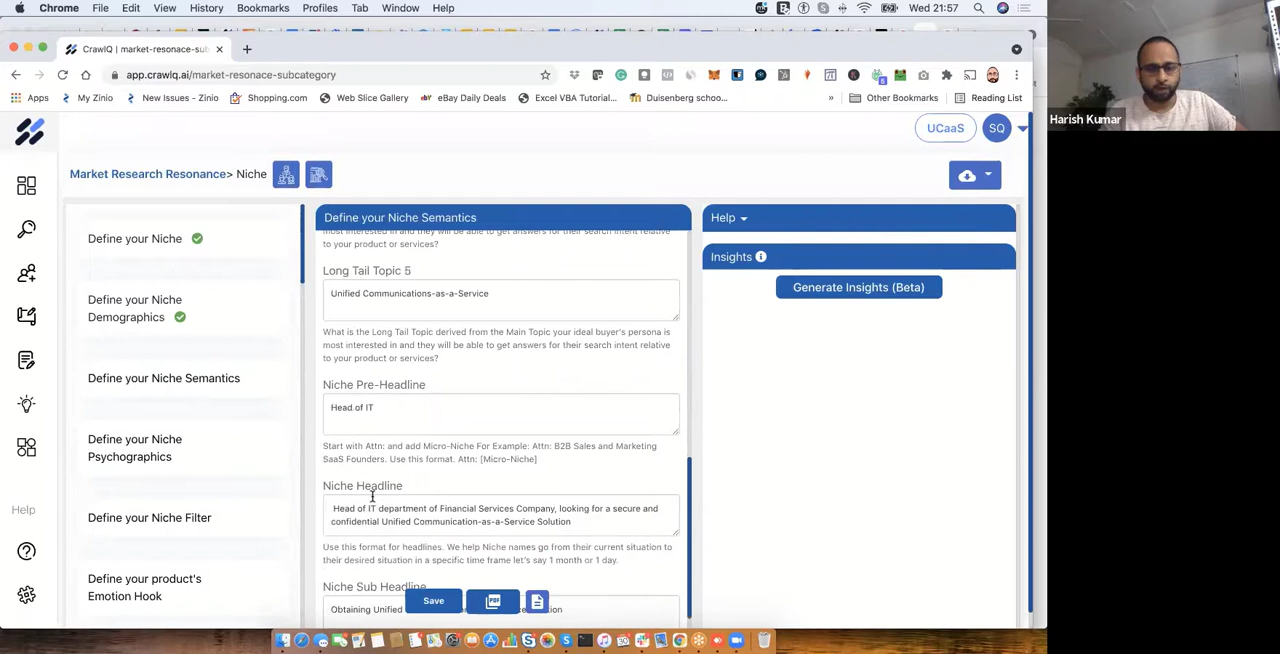 Chrome File Edit View History Bookmarks Profiles Tab Window Help
Wed 21:57
CrawlQ | market-resonace-sub
app.crawlq.ai/market-resonace-subcategory
Apps My Zinio New Issues - Zinio Shopping.com Web Slice Gallery eBay Daily Deals Excel VBA Tutorial... Duisenberg schoo... » Other Bookmarks Reading List
Harish Kumar
UCaaS SQ
Market Research Resonance> Niche
Define your Niche
Define your Niche
Demographics
Define your Niche Semantics
Define your Niche
Psychographics
Define your Niche Filter
Define your product's
Emotion Hook
Help
Define your Niche Semantics
most interested in and they will be able to get answers for their search intent relative
to your product or services?
Long Tail Topic 5
Unified Communications-as-a-Service
What is the Long Tail Topic derived from the Main Topic your ideal buyer's persona is
most interested in and they will be able to get answers for their search intent relative
to your product or services?
Niche Pre-Headline
Head of IT
Start with Attn: and add Micro-Niche For Example: Attn: B2B Sales and Marketing
SaaS Founders. Use this format. Attn: [Micro-Niche]
Niche Headline
Head of IT department of Financial Services Company, looking for a secure and
confidential Unified Communication-as-a-Service Solution
Use this format for headlines. We help Niche names go from their current situation to
their desired situation in a specific time frame let's say 1 month or 1 day.
Niche Sub Headline
Obtaining Unified
Save PDF
Help
Insights
Generate Insights (Beta)